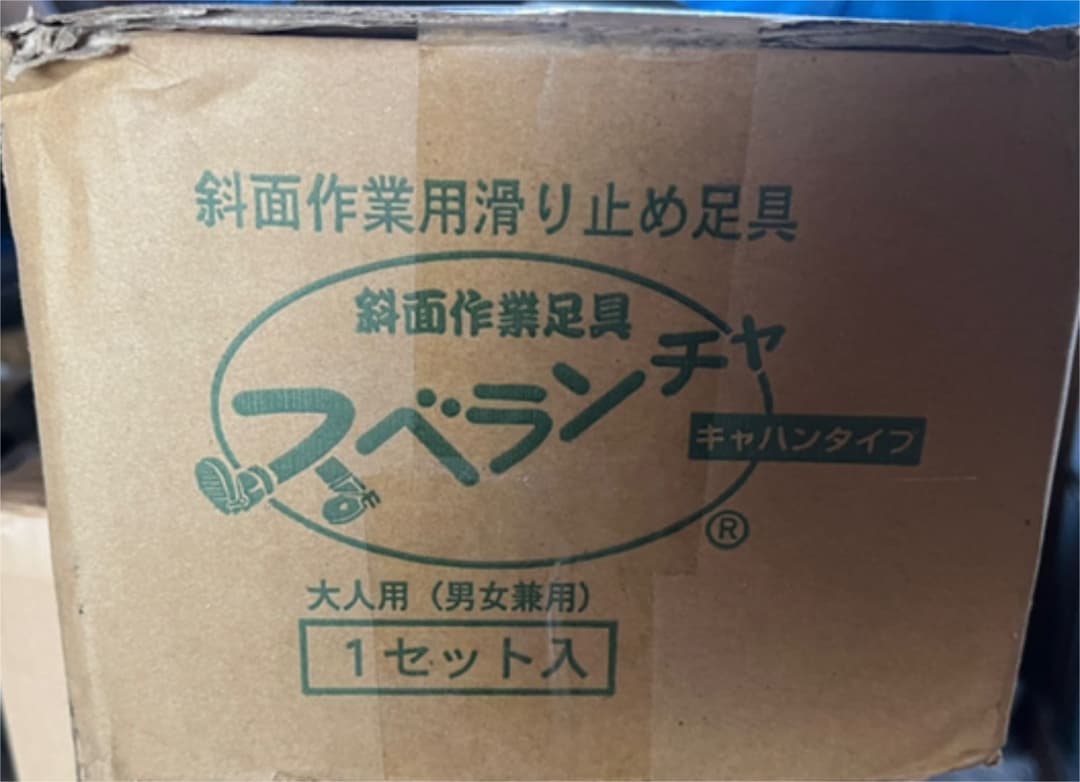 斜面作業用滑り止め足具
斜面作業足具
スベランチャ
キャハンタイプ
®
大人用（男女兼用）
1セット入